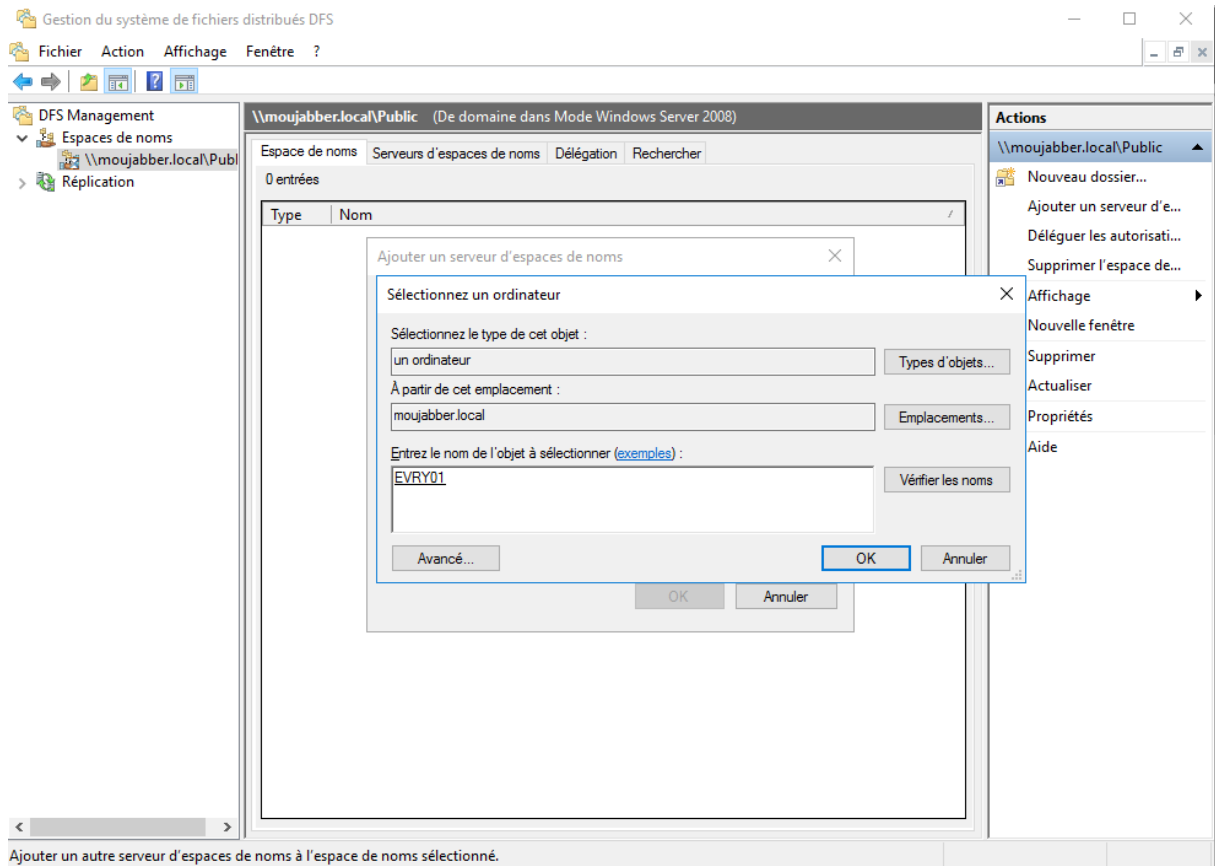 Gestion du système de fichiers distribués DFS
Fichier Action Affichage Fenêtre ?
DFS Management
Espaces de noms
\\moujabber.local\Publ
Réplication
\\moujabber.local\Public (De domaine dans Mode Windows Server 2008)
Espace de noms Serveurs d'espaces de noms Délégation Rechercher
0 entrées
Type Nom
Ajouter un serveur d'espaces de noms
Sélectionnez un ordinateur
Sélectionnez le type de cet objet :
un ordinateur
Types d'objets...
À partir de cet emplacement :
moujabber.local
Emplacements...
Entrez le nom de l'objet à sélectionner (exemples) :
EVRY01
Vérifier les noms
Avancé...
OK Annuler
OK Annuler
Actions
\\moujabber.local\Public
Nouveau dossier...
Ajouter un serveur d'e...
Déléguer les autorisati...
Supprimer l'espace de...
Affichage
Nouvelle fenêtre
Supprimer
Actualiser
Propriétés
Aide
Ajouter un autre serveur d'espaces de noms à l'espace de noms sélectionné.